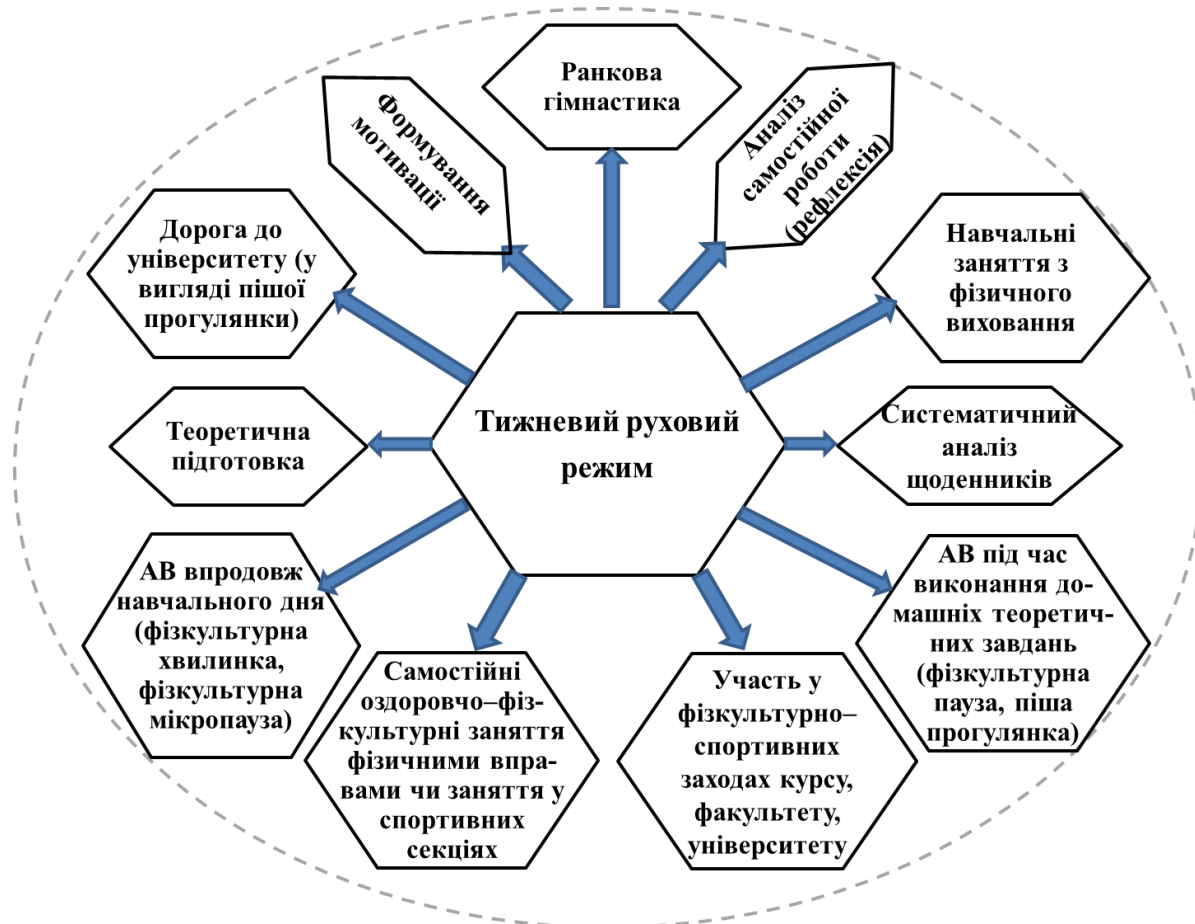 Ранкова
гімнастика
Формування
мотивації
Аналіз
самостійної
роботи
(рефлексія)
Дорога до
університету (у
вигляді пішої
прогулянки)
Навчальні
заняття з
фізичного
виховання
Тижневий руховий
режим
Теоретична
підготовка
Систематичний
аналіз
щоденників
АВ впродовж
навчального дня
(фізкультурна
хвилинка,
фізкультурна
мікропауза)
АВ під час
виконання до-
машніх теоретич-
них завдань
(фізкультурна
пауза, піша
прогулянка)
Самостійні
оздоровчо–фіз-
культурні заняття
фізичними впра-
вами чи заняття у
спортивних
секціях
Участь у
фізкультурно–
спортивних
заходах курсу,
факультету,
університету